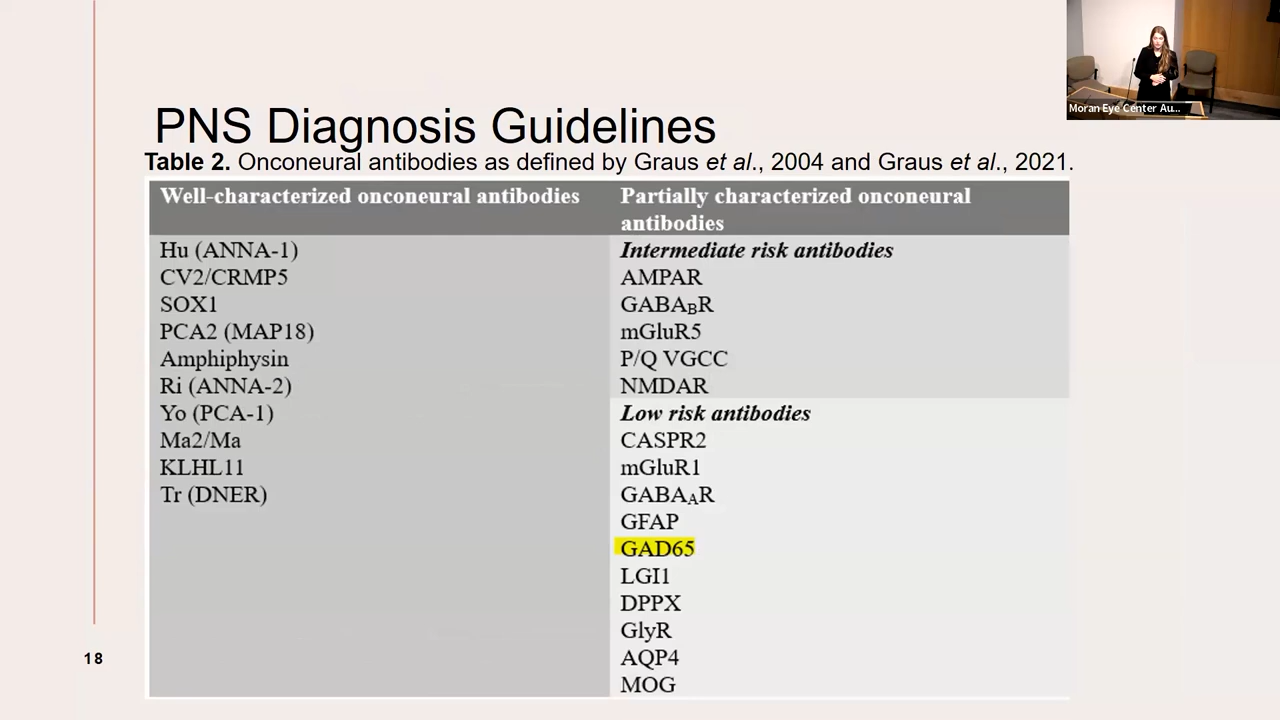 PNS Diagnosis Guidelines
Table 2. Onconeural antibodies as defined by Graus et al., 2004 and Graus et al., 2021.
Well-characterized onconeural antibodies
Hu (ANNA-1)
CV2/CRMP5
SOX1
PCA2 (MAP18)
Amphiphysin
Ri (ANNA-2)
Yo (PCA-1)
Ma2/Ma
KLHL11
Tr (DNER)
Partially characterized onconeural
antibodies
Intermediate risk antibodies
AMPAR
GABABR
mGluR5
P/Q VGCC
NMDAR
Low risk antibodies
CASPR2
mGluR1
GABAAR
GFAP
GAD65
LGI1
DPPX
GlyR
AQP4
MOG
18
Moran Eye Center Au...